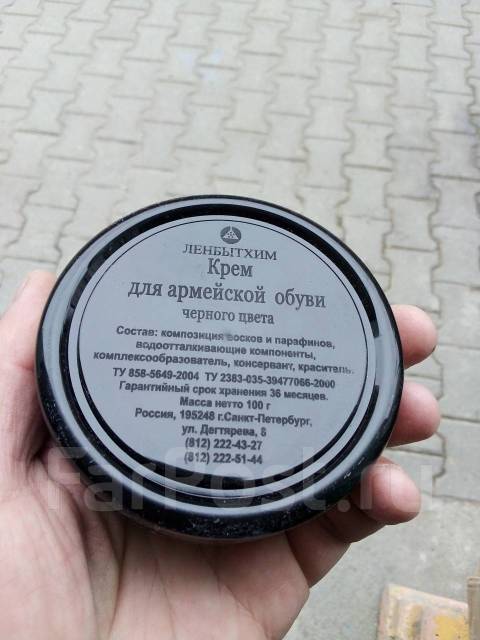 ЛЕНБЫТХИМ
Крем
для армейской обуви
черного цвета
Состав: композиция восков и парафинов,
водоотталкивающие компоненты,
комплексообразователь, консервант, краситель.
ТУ 858-5649-2004 ТУ 2383-035-39477066-2000
Гарантийный срок хранения 36 месяцев.
Масса нетто 100 г
Россия, 195248 г.Санкт-Петербург,
ул. Дегтярева, 8
(812) 222-43-27
(812) 222-51-44
FarPost.ru